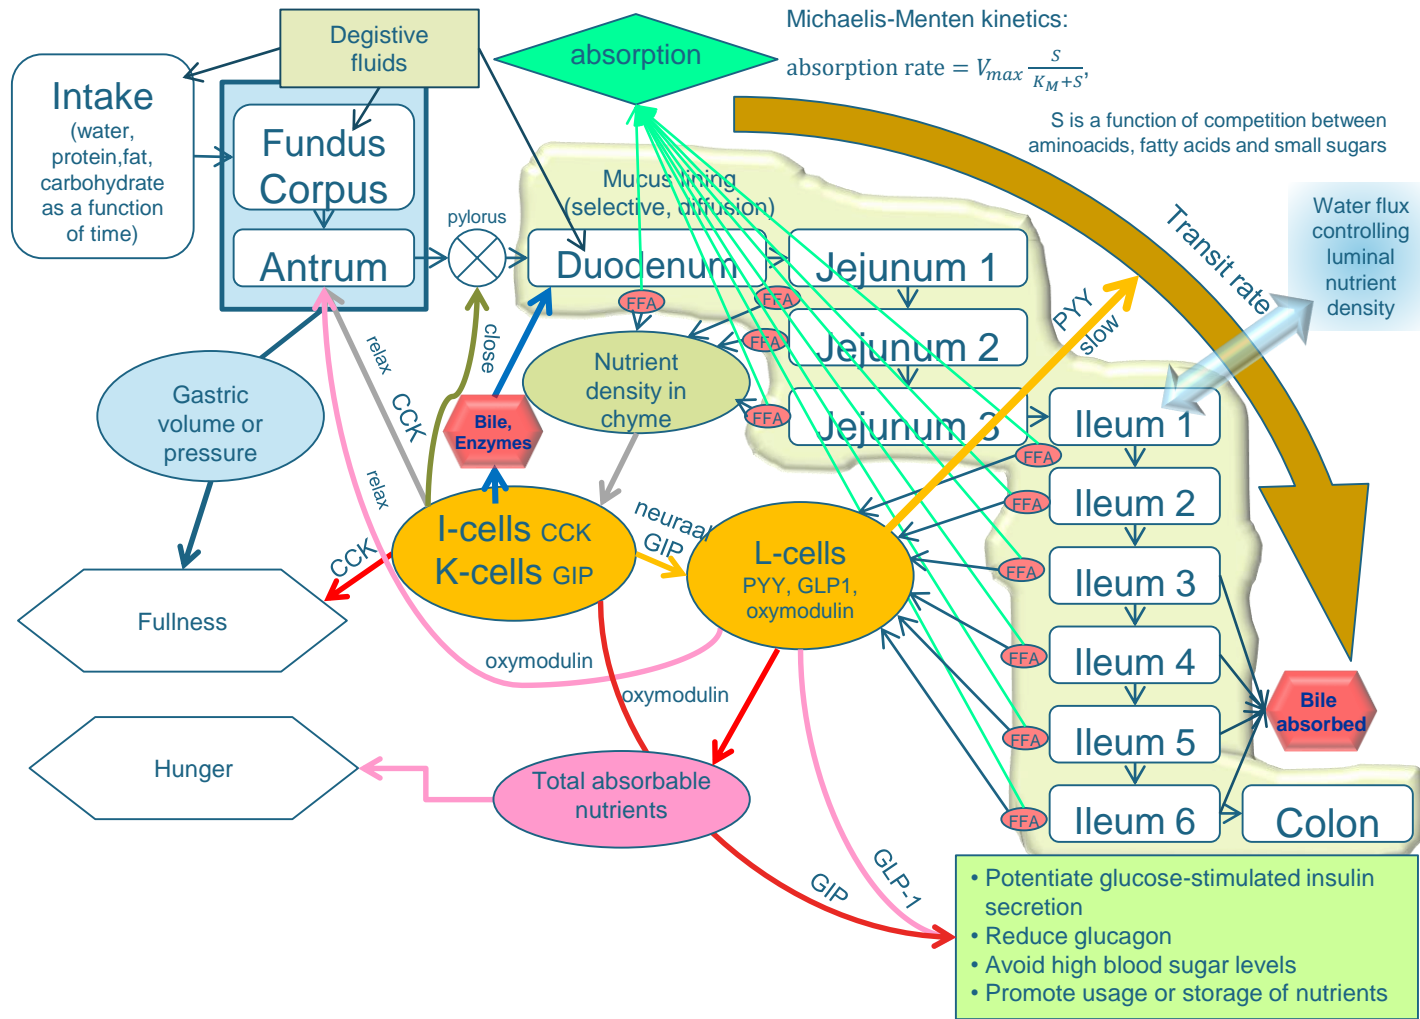 Degistive
fluids
absorption
Michaelis-Menten kinetics:
absorption rate = V_max S/(K_M+S),
S is a function of competition between
aminoacids, fatty acids and small sugars
Intake
(water,
protein,fat,
carbohydrate
as a function
of time)
Fundus
Corpus
Antrum
pylorus
Mucus lining
(selective, diffusion)
Duodenum
Jejunum 1
Jejunum 2
Jejunum 3
Water flux
controlling
luminal
nutrient
density
Transit rate
PYY
slow
FFA
FFA
FFA
FFA
Nutrient
density in
chyme
close
relax
CCK
Gastric
volume or
pressure
Bile,
Enzymes
relax
Ileum 1
FFA
Ileum 2
FFA
Ileum 3
FFA
Ileum 4
FFA
Ileum 5
FFA
Ileum 6
FFA
Colon
Bile
absorbed
I-cells CCK
K-cells GIP
neuraal
GIP
L-cells
PYY, GLP1,
oxymodulin
CCK
Fullness
oxymodulin
oxymodulin
Hunger
Total absorbable
nutrients
GIP
GLP-1
• Potentiate glucose-stimulated insulin
secretion
• Reduce glucagon
• Avoid high blood sugar levels
• Promote usage or storage of nutrients